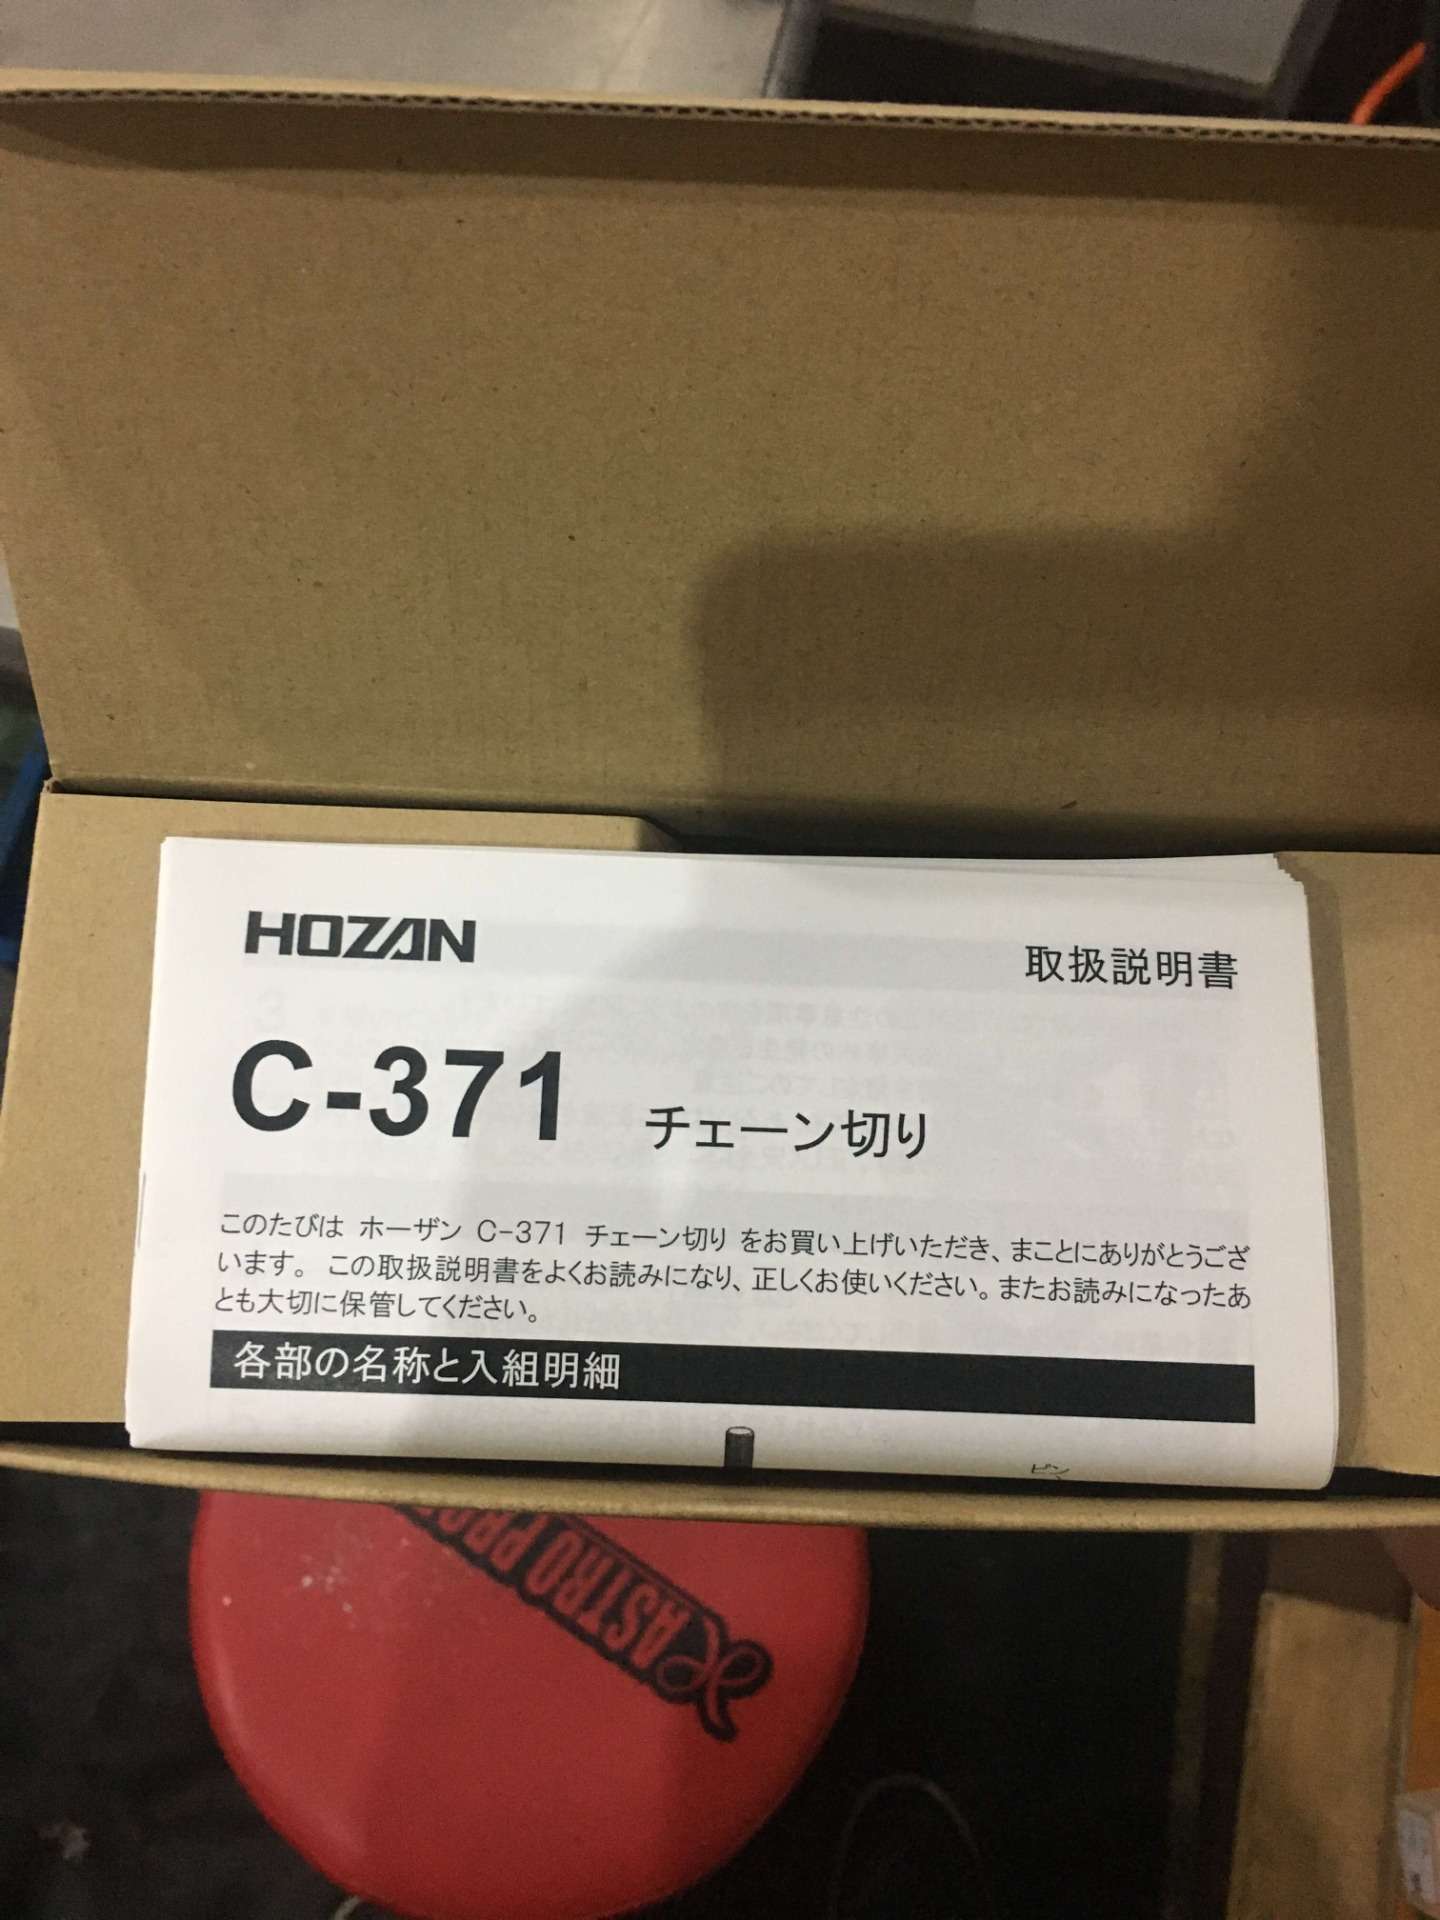 HOZAN
取扱説明書
C-371 チェーン切り
このたびは ホーザン C-371 チェーン切り をお買い上げいただき、まことにありがとうござ
います。 この取扱説明書をよくお読みになり、正しくお使いください。またお読みになったあ
とも大切に保管してください。
各部の名称と入組明細
ピン
ASTRO PRO